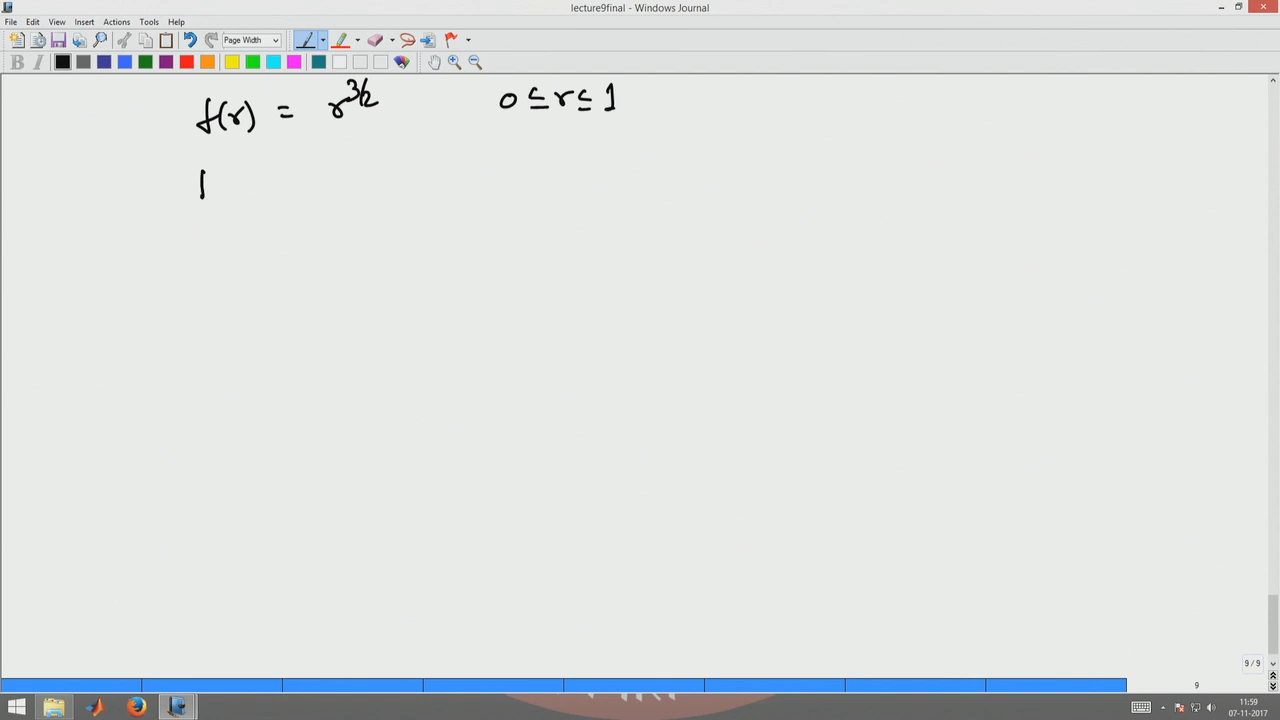 lecture9final - Windows Journal
File Edit View Insert Actions Tools Help
Page Width
B I
f(r) = r^{3/2} 0 ≤ r ≤ 1
9 / 9
9
11:59
07-11-2017